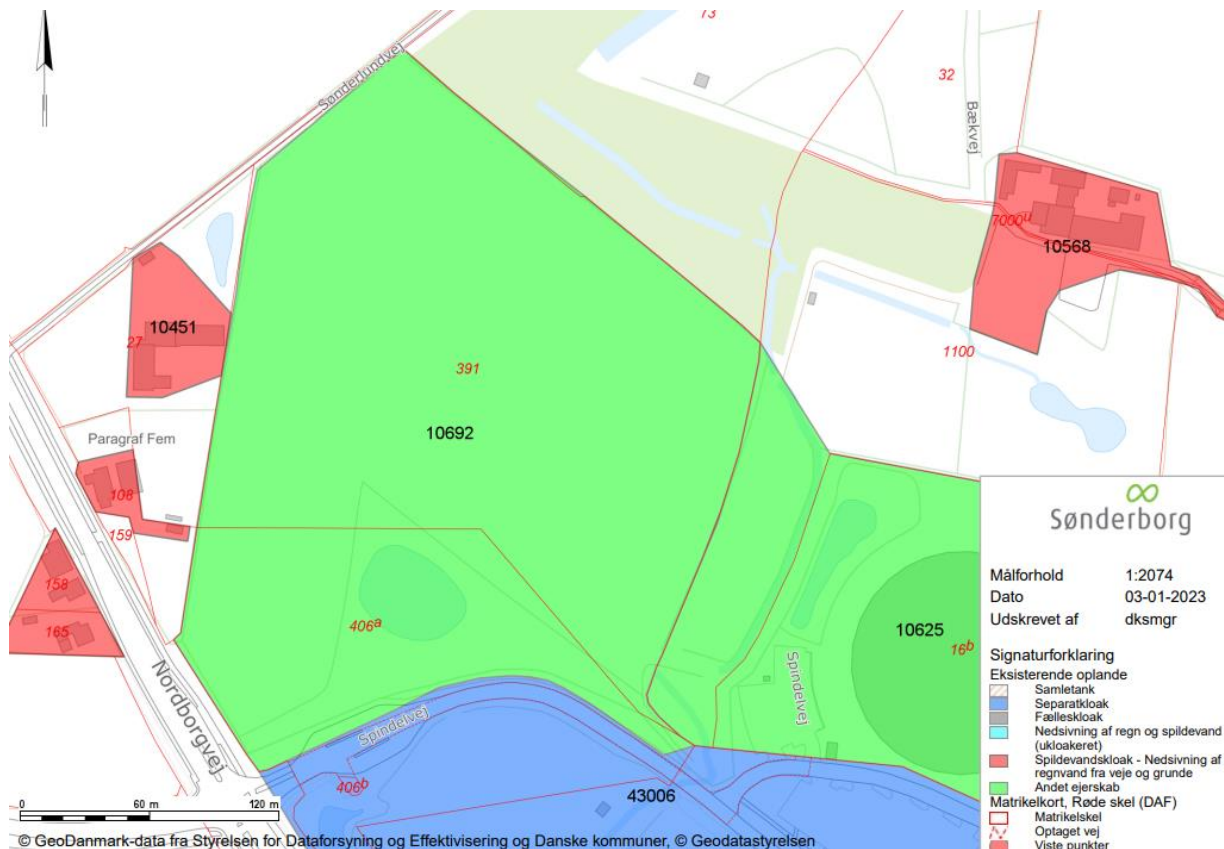 73
Sønderlundvej
32
Bækvej
7000u
10568
10451
27
1100
391
10692
Paragraf Fem
108
159
158
165
406a
Nordborgvej
Spindelvej
Spindelvej
10625
16b
406b
43006
0 60 m 120 m
© GeoDanmark-data fra Styrelsen for Dataforsyning og Effektivisering og Danske kommuner, © Geodatastyrelsen
Sønderborg
Målforhold 1:2074
Dato 03-01-2023
Udskrevet af dksmgr
Signaturforklaring
Eksisterende oplande
Samletank
Separatkloak
Fælleskloak
Nedsivning af regn og spildevand
(ukloakeret)
Spildevandskloak - Nedsivning af
regnvand fra veje og grunde
Andet ejerskab
Matrikelkort, Røde skel (DAF)
Matrikelskel
Optaget vej
Viste punkter